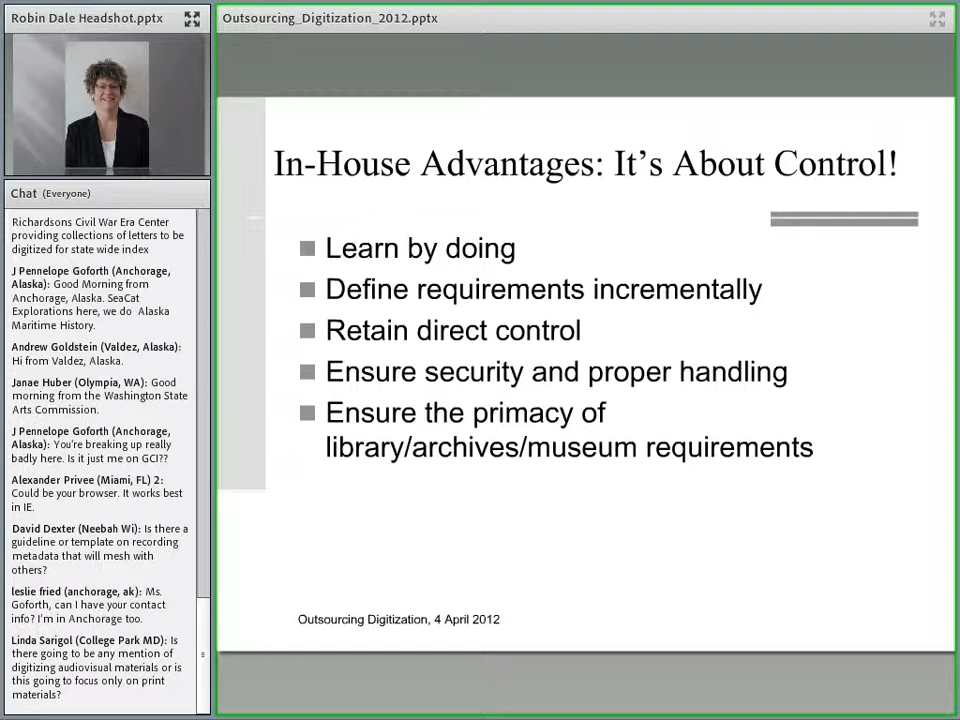 Robin Dale Headshot.pptx
Outsourcing_Digitization_2012.pptx
Chat (Everyone)
Richardsons Civil War Era Center
providing collections of letters to be
digitized for state wide index
J Pennelope Goforth (Anchorage,
Alaska): Good Morning from
Anchorage, Alaska. SeaCat
Explorations here, we do Alaska
Maritime History.
Andrew Goldstein (Valdez, Alaska):
Hi from Valdez, Alaska.
Janae Huber (Olympia, WA): Good
morning from the Washington State
Arts Commission.
J Pennelope Goforth (Anchorage,
Alaska): You're breaking up really
badly here. Is it just me on GCI??
Alexander Privee (Miami, FL) 2:
Could be your browser. It works best
in IE.
David Dexter (Neebah Wi): Is there a
guideline or template on recording
metadata that will mesh with
others?
leslie fried (anchorage, ak): Ms.
Goforth, can I have your contact
info? I'm in Anchorage too.
Linda Sarigol (College Park MD): Is
there going to be any mention of
digitizing audiovisual materials or is
this going to focus only on print
materials?
In-House Advantages: It's About Control!
Learn by doing
Define requirements incrementally
Retain direct control
Ensure security and proper handling
Ensure the primacy of
library/archives/museum requirements
Outsourcing Digitization, 4 April 2012